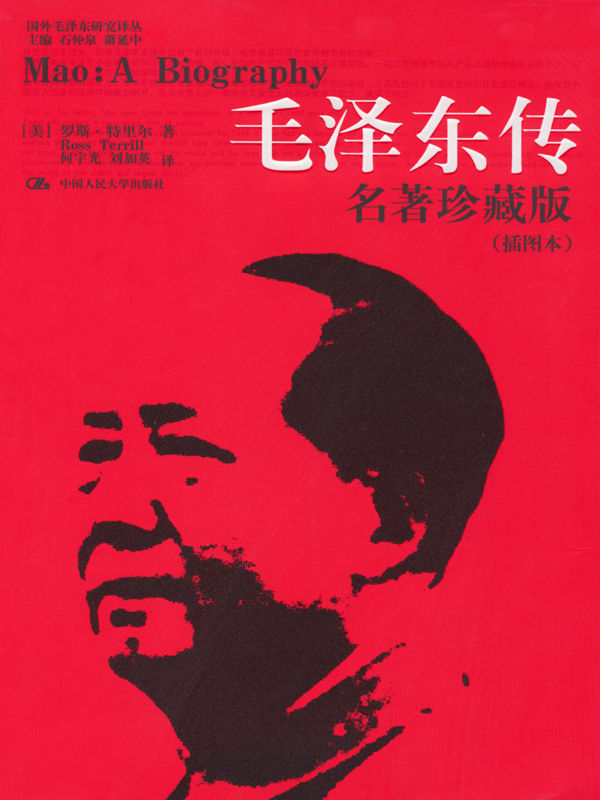 国外毛泽东研究译丛
主编 石仲泉 萧延中
Mao: A Biography
[美] 罗斯·特里尔 著
Ross Terrill
何宇光 刘加英 译
中国人民大学出版社
毛泽东传
名著珍藏版
（插图本）